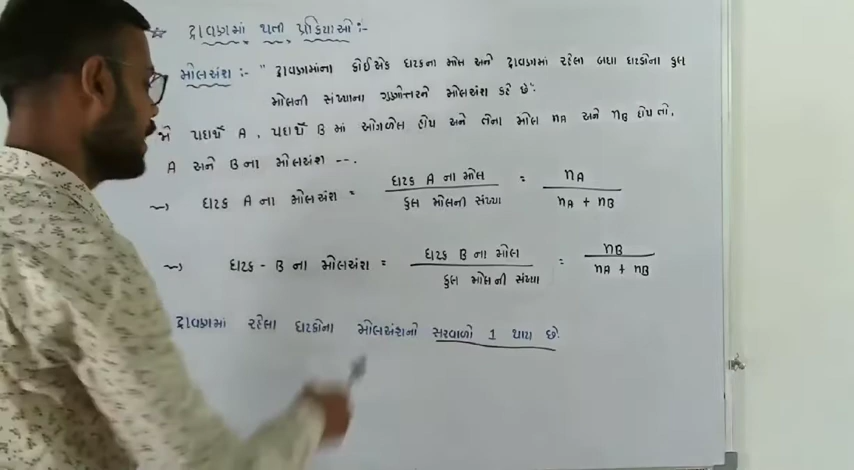 ☆ દ્રાવણમાં થતી પ્રક્રિયાઓ :-
મોલઅંશ :- " દ્રાવણમાંના કોઈએક ઘટકના મોલ અને દ્રાવણમાં રહેલા બધા ઘટકોના કુલ
મોલની સંખ્યાના ગુણોત્તરને મોલઅંશ કહે છે".
જો પદાર્થ A , પદાર્થ B માં ઓગળેલ હોય અને તેના મોલ nA અને nB હોય તો,
A અને B ના મોલઅંશ ---.
~> ઘટક A ના મોલઅંશ = ઘટક A ના મોલ / કુલ મોલની સંખ્યા = nA / nA + nB
~> ઘટક - B ના મોલઅંશ = ઘટક B ના મોલ / કુલ મોલની સંખ્યા = nB / nA + nB
દ્રાવણમાં રહેલા ઘટકોના મોલઅંશનો સરવાળો 1 થાય છે.